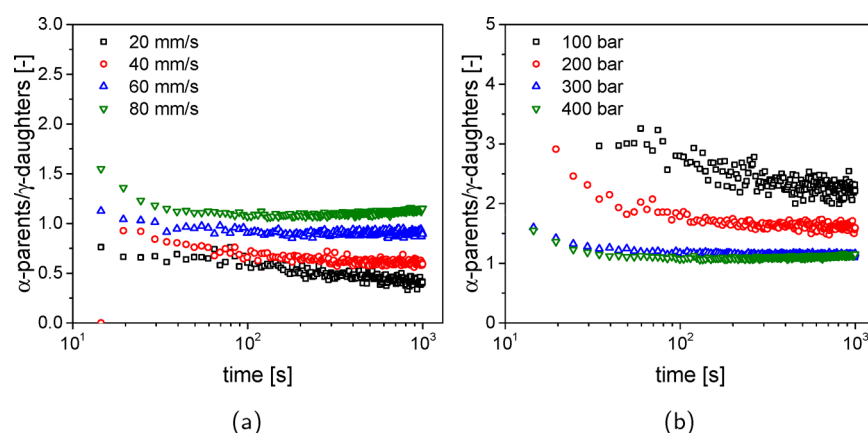 3.0
2.5
2.0
1.5
1.0
0.5
0.0
α-parents/γ-daughters [-]
20 mm/s
40 mm/s
60 mm/s
80 mm/s
10¹
10²
10³
time [s]
(a)
5
4
3
2
1
0
α-parents/γ-daughters [-]
100 bar
200 bar
300 bar
400 bar
10¹
10²
10³
time [s]
(b)